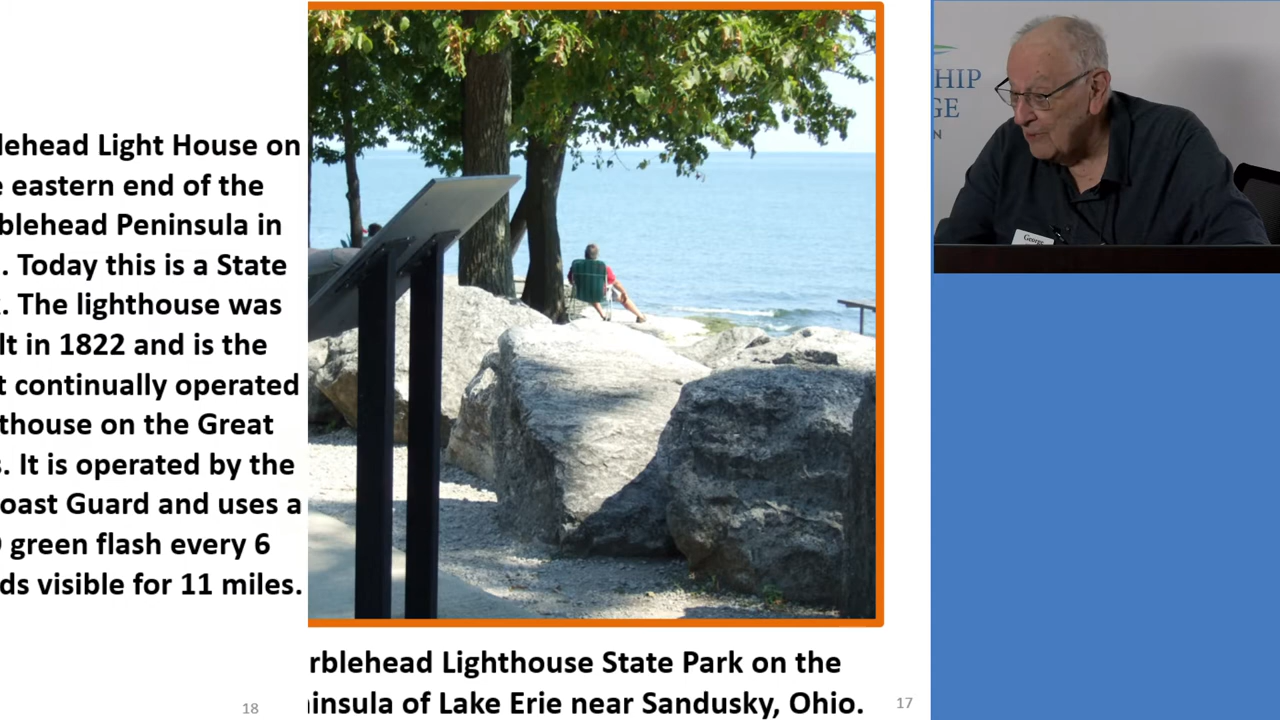 lehead Light House on
e eastern end of the
blehead Peninsula in
. Today this is a State
. The lighthouse was
lt in 1822 and is the
t continually operated
thouse on the Great
s. It is operated by the
oast Guard and uses a
green flash every 6
ds visible for 11 miles.
18
rblehead Lighthouse State Park on the
insula of Lake Erie near Sandusky, Ohio.
17
HIP
GE
N
George